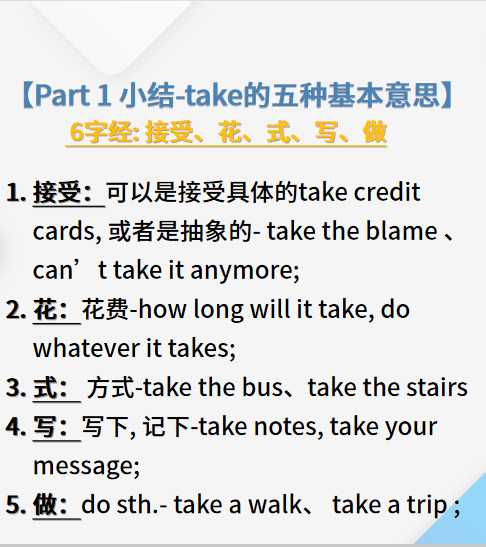 【Part 1 小结-take的五种基本意思】
6字经: 接受、花、式、写、做
1. 接受：可以是接受具体的take credit
cards, 或者是抽象的- take the blame 、
can’t take it anymore;
2. 花：花费-how long will it take, do
whatever it takes;
3. 式： 方式-take the bus、take the stairs
4. 写：写下, 记下-take notes, take your
message;
5. 做：do sth.- take a walk、 take a trip ;